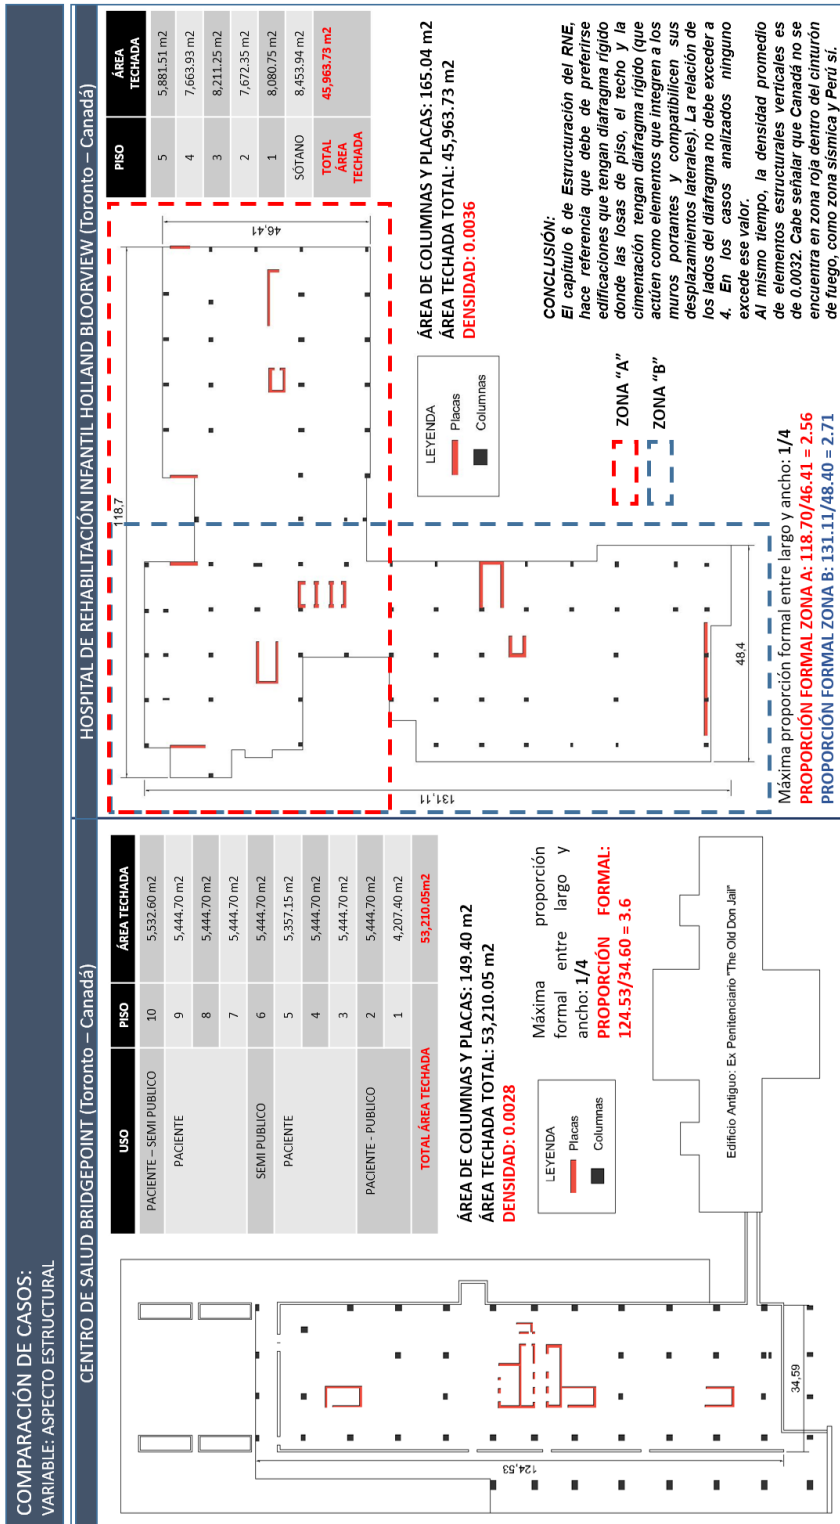 COMPARACIÓN DE CASOS:
VARIABLE: ASPECTO ESTRUCTURAL
CENTRO DE SALUD BRIDGEPOINT (Toronto – Canadá)
USO PISO ÁREA TECHADA
PACIENTE – SEMI PUBLICO 10 5,532.60 m2
PACIENTE 9 5,444.70 m2
8 5,444.70 m2
7 5,444.70 m2
SEMI PUBLICO 6 5,444.70 m2
PACIENTE 5 5,357.15 m2
4 5,444.70 m2
3 5,444.70 m2
PACIENTE - PUBLICO 2 5,444.70 m2
1 4,207.40 m2
TOTAL ÁREA TECHADA 53,210.05m2
ÁREA DE COLUMNAS Y PLACAS: 149.40 m2
ÁREA TECHADA TOTAL: 53,210.05 m2
DENSIDAD: 0.0028
LEYENDA
Placas
Columnas
Máxima proporción
formal entre largo y
ancho: 1/4
PROPORCIÓN FORMAL:
124.53/34.60 = 3.6
124,53
34,59
Edificio Antiguo: Ex Penitenciario "The Old Don Jail"
HOSPITAL DE REHABILITACIÓN INFANTIL HOLLAND BLOORVIEW (Toronto – Canadá)
118,7
46,41
131,11
48,4
PISO ÁREA
TECHADA
5 5,881.51 m2
4 7,663.93 m2
3 8,211.25 m2
2 7,672.35 m2
1 8,080.75 m2
SÓTANO 8,453.94 m2
TOTAL
ÁREA
TECHADA
45,963.73 m2
ÁREA DE COLUMNAS Y PLACAS: 165.04 m2
ÁREA TECHADA TOTAL: 45,963.73 m2
DENSIDAD: 0.0036
LEYENDA
Placas
Columnas
ZONA "A"
ZONA "B"
Máxima proporción formal entre largo y ancho: 1/4
PROPORCIÓN FORMAL ZONA A: 118.70/46.41 = 2.56
PROPORCIÓN FORMAL ZONA B: 131.11/48.40 = 2.71
CONCLUSIÓN:
El capítulo 6 de Estructuración del RNE,
hace referencia que debe de preferirse
edificaciones que tengan diafragma rígido
donde las losas de piso, el techo y la
cimentación tengan diafragma rígido (que
actúen como elementos que integren a los
muros portantes y compatibilicen sus
desplazamientos laterales). La relación de
los lados del diafragma no debe exceder a
4. En los casos analizados ninguno
excede ese valor.
Al mismo tiempo, la densidad promedio
de elementos estructurales verticales es
de 0.0032. Cabe señalar que Canadá no se
encuentra en zona roja dentro del cinturón
de fuego, como zona sísmica y Perú sí.